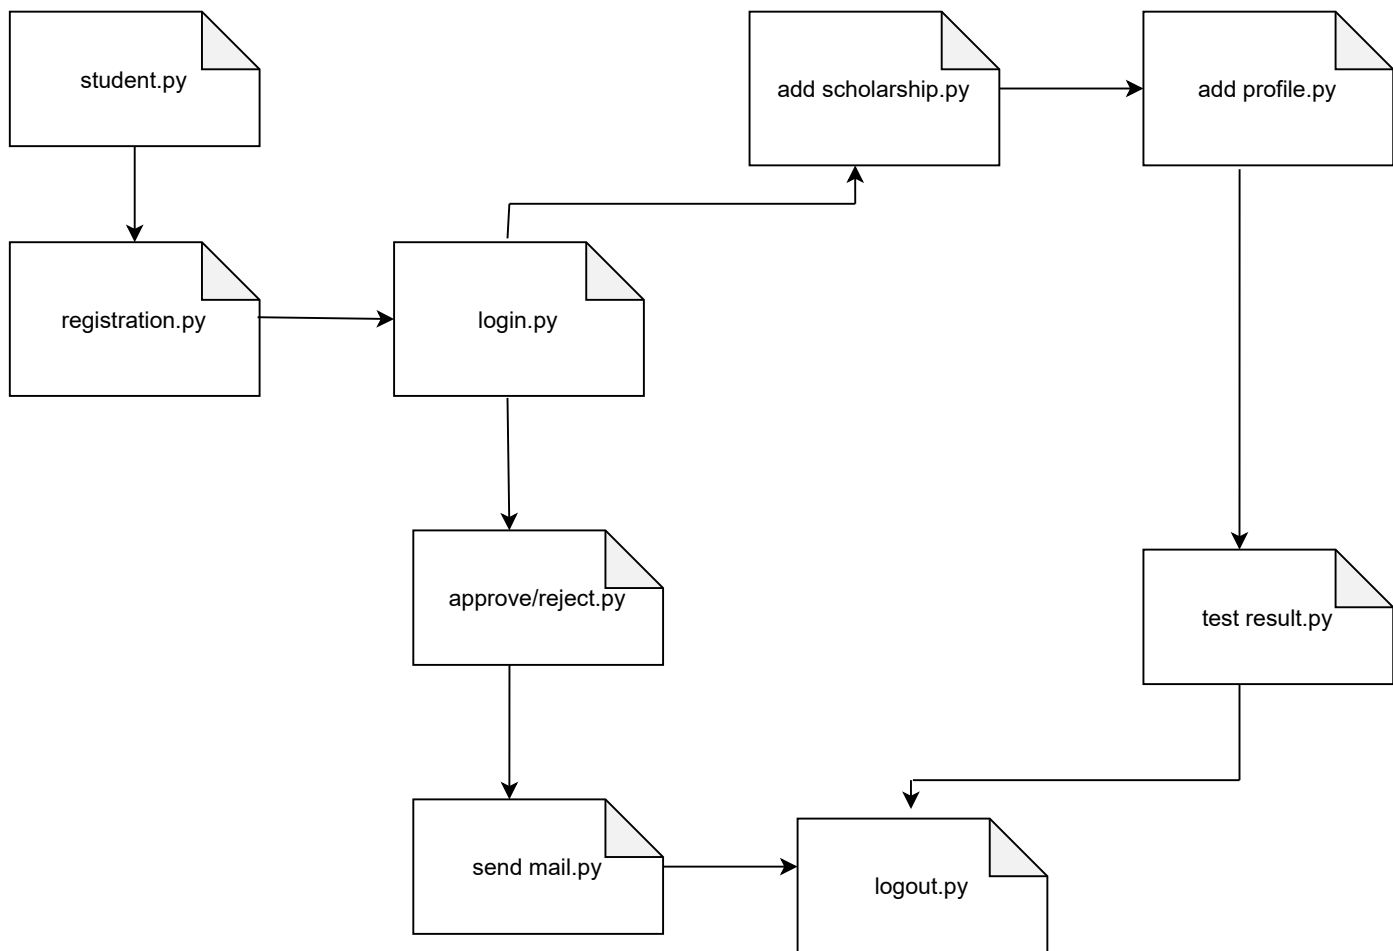 student.py
add scholarship.py
add profile.py
registration.py
login.py
approve/reject.py
test result.py
send mail.py
logout.py